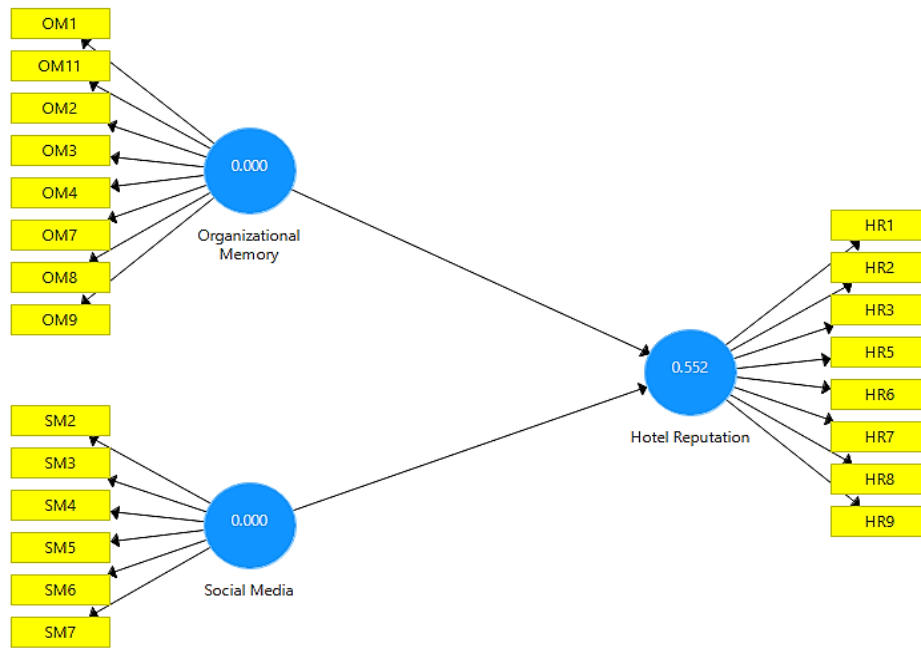 OM1
OM11
OM2
OM3
OM4
OM7
OM8
OM9
0.000
Organizational
Memory
SM2
SM3
SM4
SM5
SM6
SM7
0.000
Social Media
0.552
Hotel Reputation
HR1
HR2
HR3
HR5
HR6
HR7
HR8
HR9